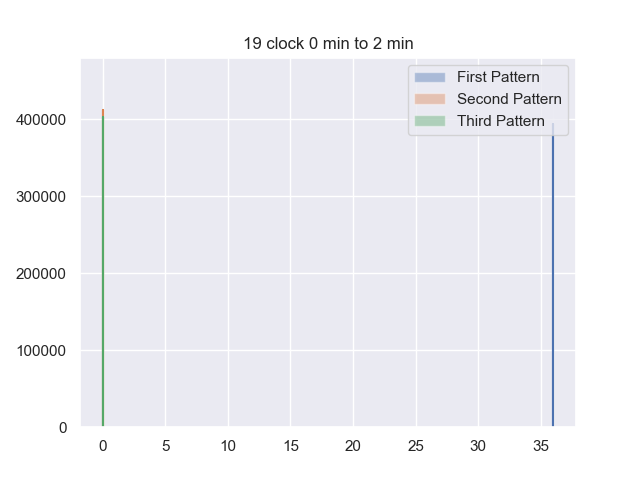 19 clock 0 min to 2 min
First Pattern
Second Pattern
Third Pattern
400000
300000
200000
100000
0
0 5 10 15 20 25 30 35